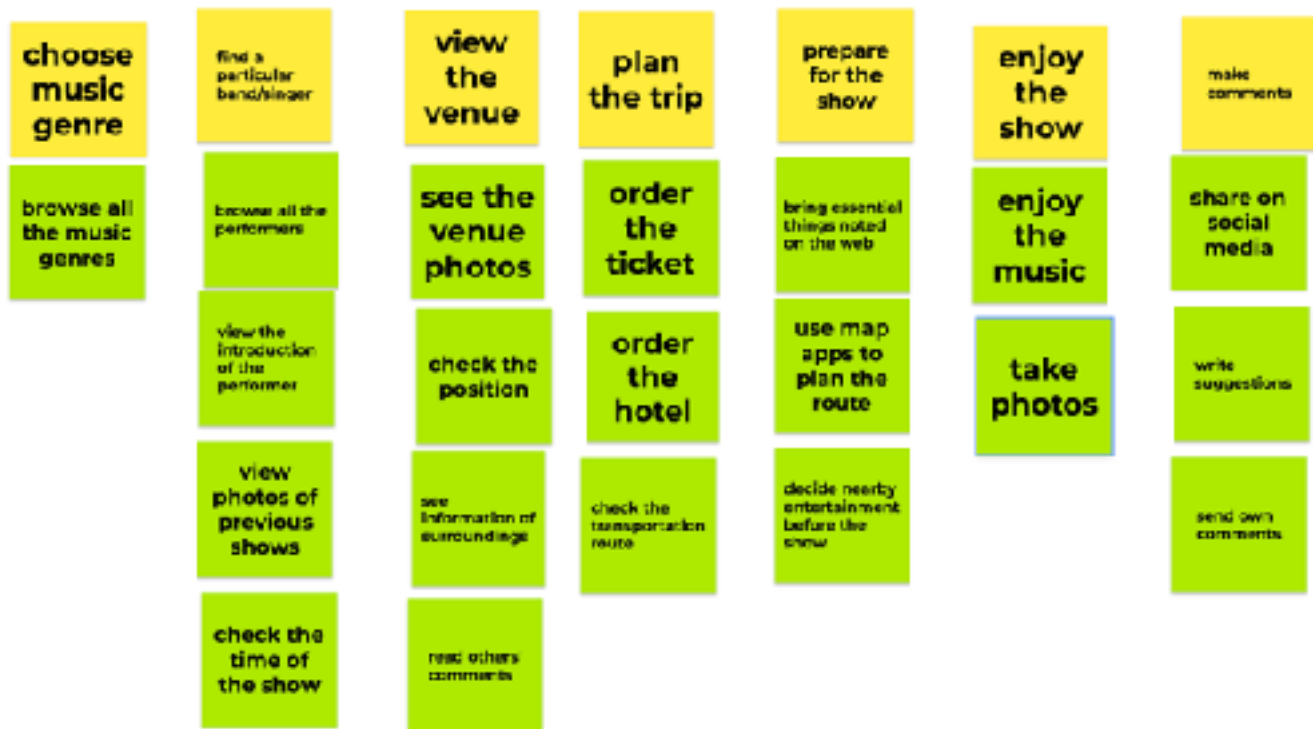 choose
music
genre
find a
particular
band/singer
view
the
venue
plan
the trip
prepare
for the
show
enjoy
the
show
make
comments
browse all
the music
genres
browse all the
performers
see the
venue
photos
order
the
ticket
bring essential
things noted
on the web
enjoy
the
music
share on
social
media
view the
introduction
of the
performer
check the
position
order
the
hotel
use map
apps to
plan the
route
take
photos
write
suggestions
view
photos of
previous
shows
see
information of
surroundings
check the
transportation
route
decide nearby
entertainment
before the
show
send own
comments
check the
time of
the show
read others
comments